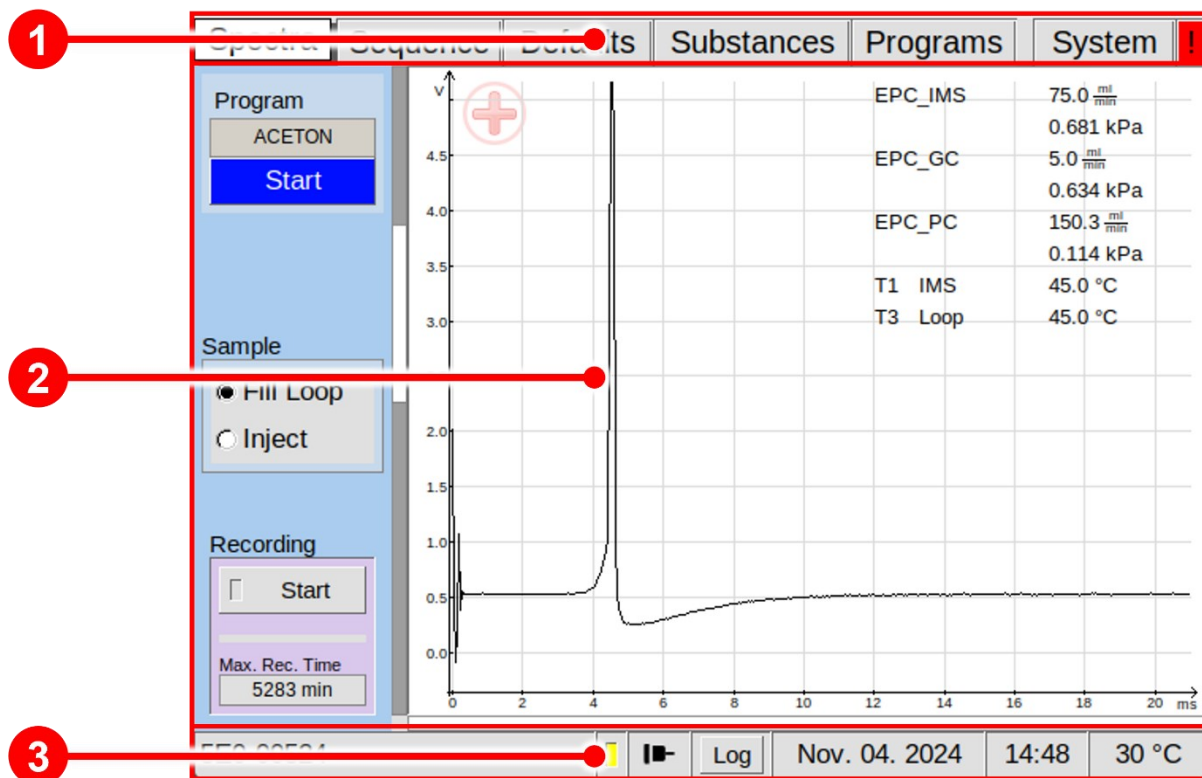 1
Spectra Sequence Defaults Substances Programs System !
Program
ACETON
Start
Sample
Fill Loop
Inject
Recording
Start
Max. Rec. Time
5283 min
V
4.5
4.0
3.5
3.0
2.0
1.5
1.0
0.5
0.0
0 2 4 6 8 10 12 14 16 18 20 ms
EPC_IMS 75.0 ml/min
0.681 kPa
EPC_GC 5.0 ml/min
0.634 kPa
EPC_PC 150.3 ml/min
0.114 kPa
T1 IMS 45.0 °C
T3 Loop 45.0 °C
2
3
Log Nov. 04. 2024 14:48 30 °C